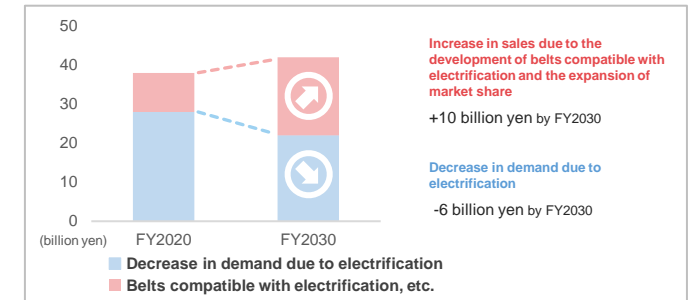 50
40
30
20
10
0
(billion yen)
FY2020
FY2030
Decrease in demand due to electrification
Belts compatible with electrification, etc.
Increase in sales due to the
development of belts compatible with
electrification and the expansion of
market share
+10 billion yen by FY2030
Decrease in demand due to
electrification
-6 billion yen by FY2030